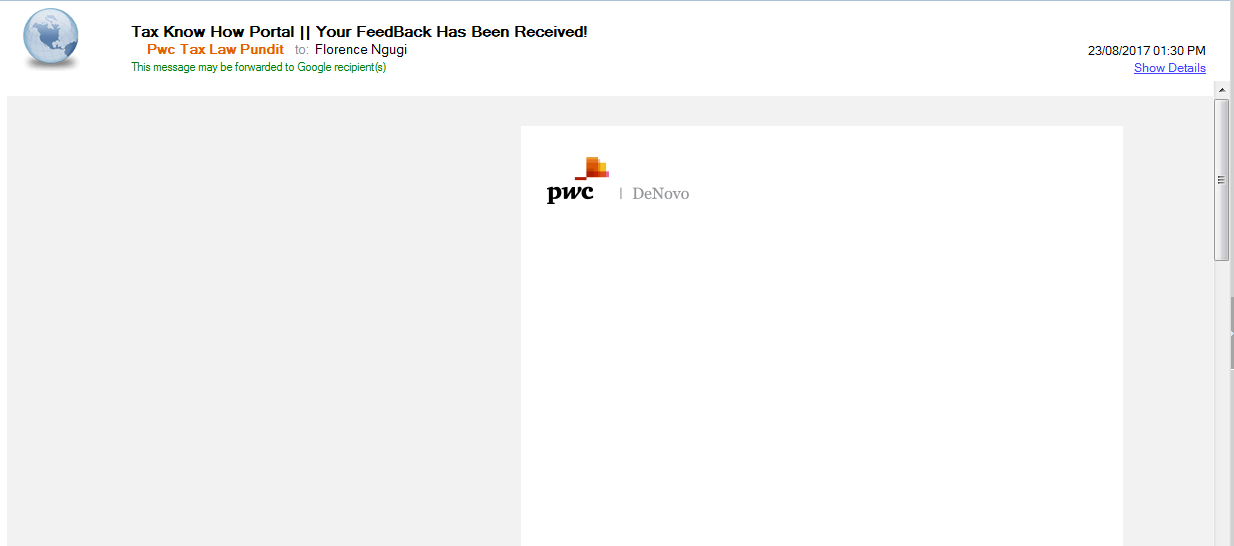 Tax Know How Portal || Your FeedBack Has Been Received!
Pwc Tax Law Pundit to: Florence Ngugi
23/08/2017 01:30 PM
This message may be forwarded to Google recipient(s)
Show Details
pwc | DeNovo